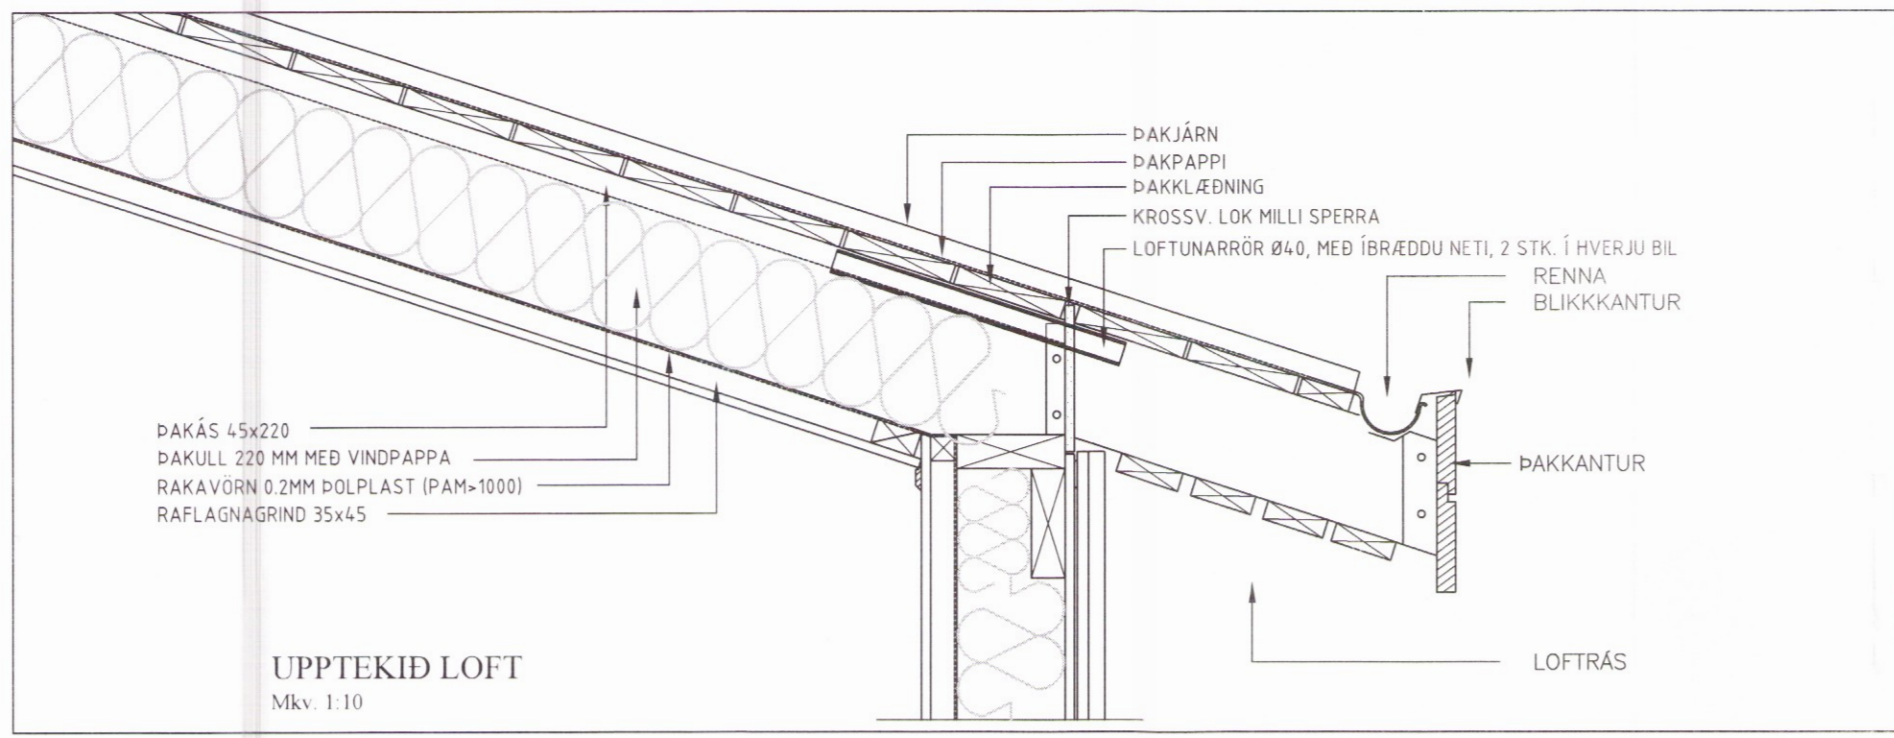 ÞAKJÁRN
ÞAKPAPPI
ÞAKKLÆÐNING
KROSSV. LOK MILLI SPERRA
LOFTUNARRÖR Ø40, MEÐ ÍBRÆDDU NETI, 2 STK. Í HVERJU BIL
RENNA
BLIKKKANTUR
ÞAKÁS 45x220
ÞAKULL 220 MM MEÐ VINDPAPPA
RAKAVÖRN 0.2MM ÞOLPLAST (PAM>1000)
RAFLAGNAGRIND 35x45
ÞAKKANTUR
LOFTRÁS
UPPTEKIÐ LOFT
Mkv. 1:10